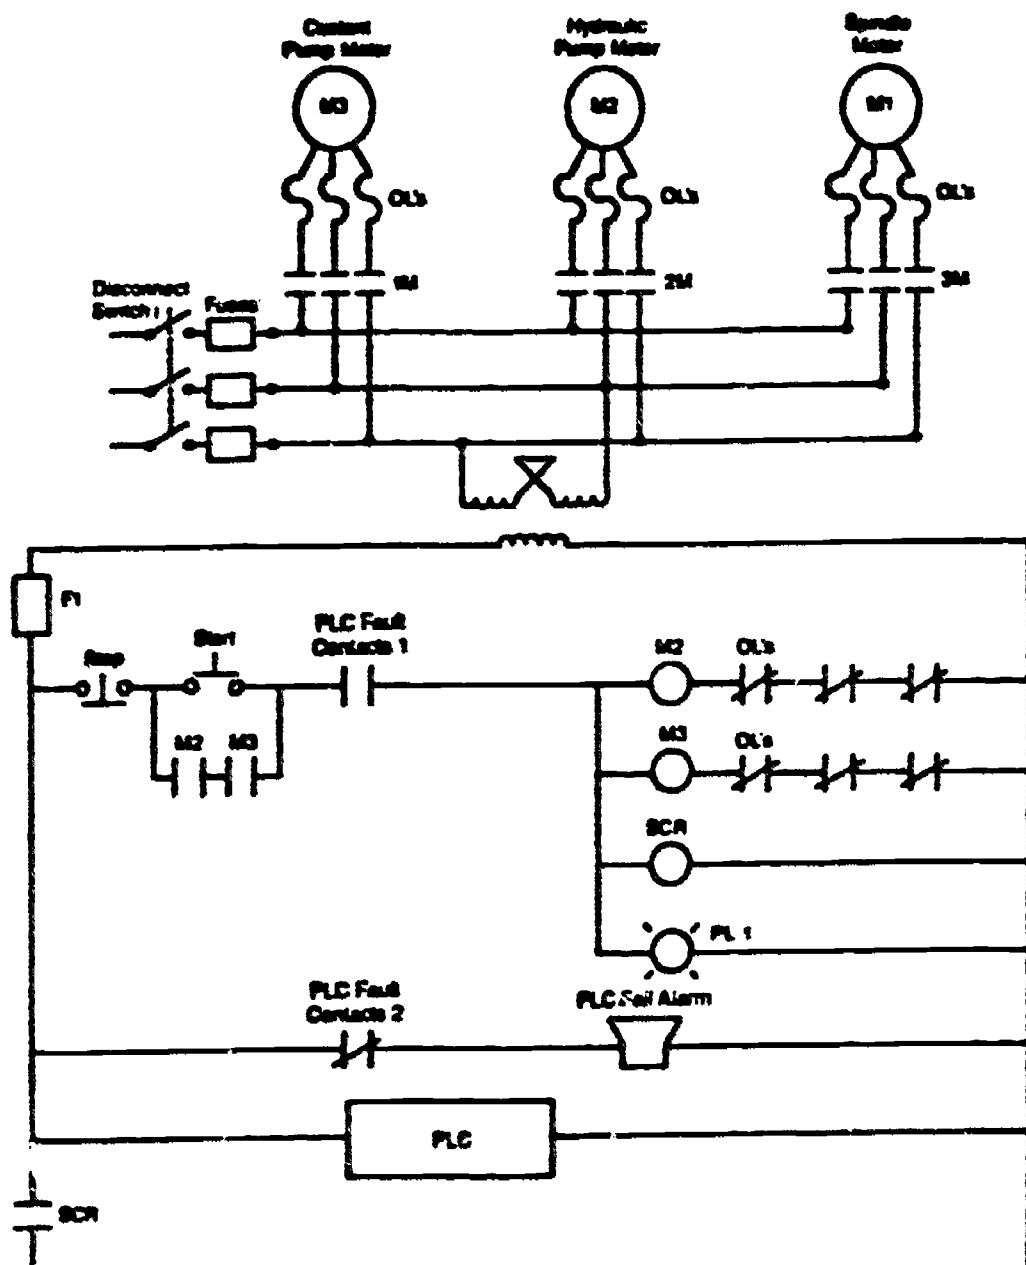 Coolant
Pump Motor
Hydraulic
Pump Motor
Spindle
Motor
M3
M2
M1
OL's
OL's
OL's
1M
2M
3M
Disconnect
Switch
Fuses
F1
Stop
Start
PLC Fault
Contacts 1
M2
OL's
M2
M3
M3
OL's
SCR
PL 1
PLC Fault
Contacts 2
PLC Fail Alarm
PLC
SCR